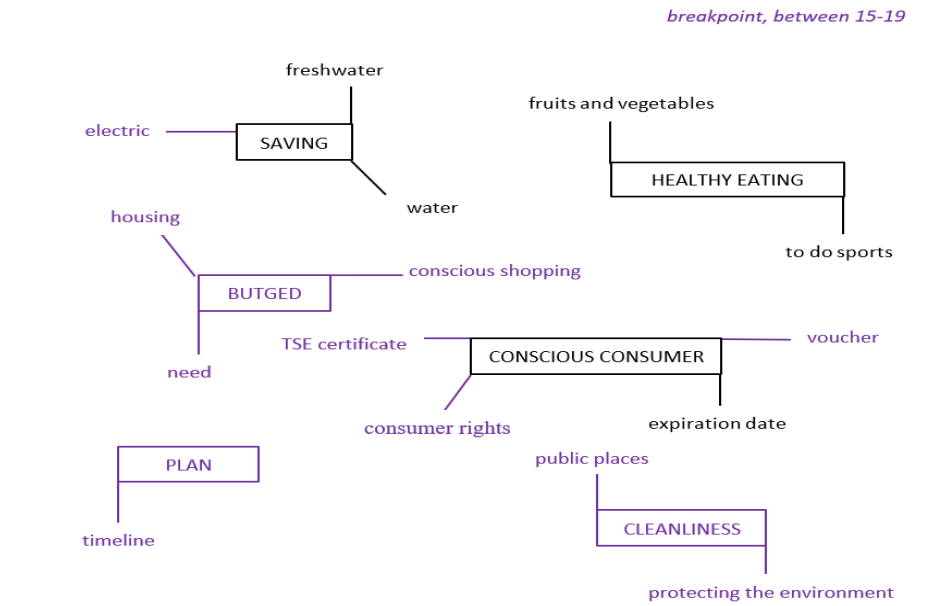 breakpoint, between 15-19
freshwater
fruits and vegetables
electric
SAVING
HEALTHY EATING
water
housing
to do sports
conscious shopping
BUTGED
TSE certificate
voucher
CONSCIOUS CONSUMER
need
expiration date
consumer rights
public places
PLAN
CLEANLINESS
timeline
protecting the environment